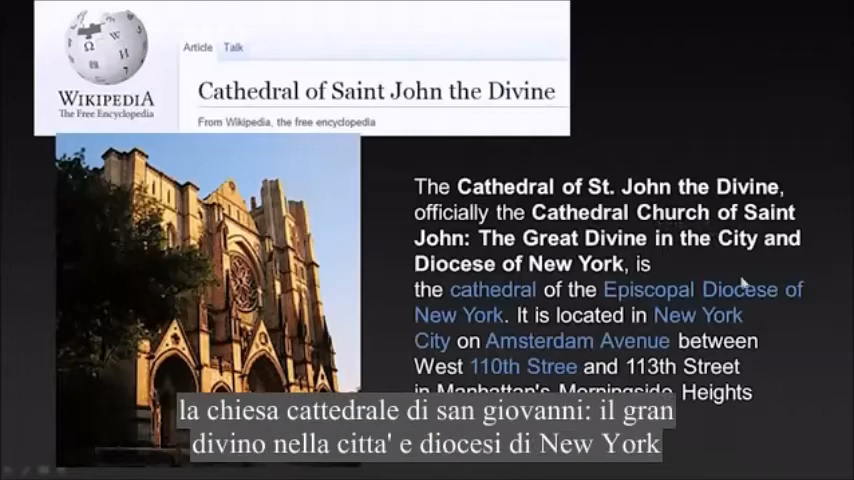 WIKIPEDIA
The Free Encyclopedia
Article Talk
Cathedral of Saint John the Divine
From Wikipedia, the free encyclopedia
The Cathedral of St. John the Divine,
officially the Cathedral Church of Saint
John: The Great Divine in the City and
Diocese of New York, is
the cathedral of the Episcopal Diocese of
New York. It is located in New York
City on Amsterdam Avenue between
West 110th Stree and 113th Street
in Manhattan's Morningside Heights
la chiesa cattedrale di san giovanni: il gran
divino nella citta' e diocesi di New York